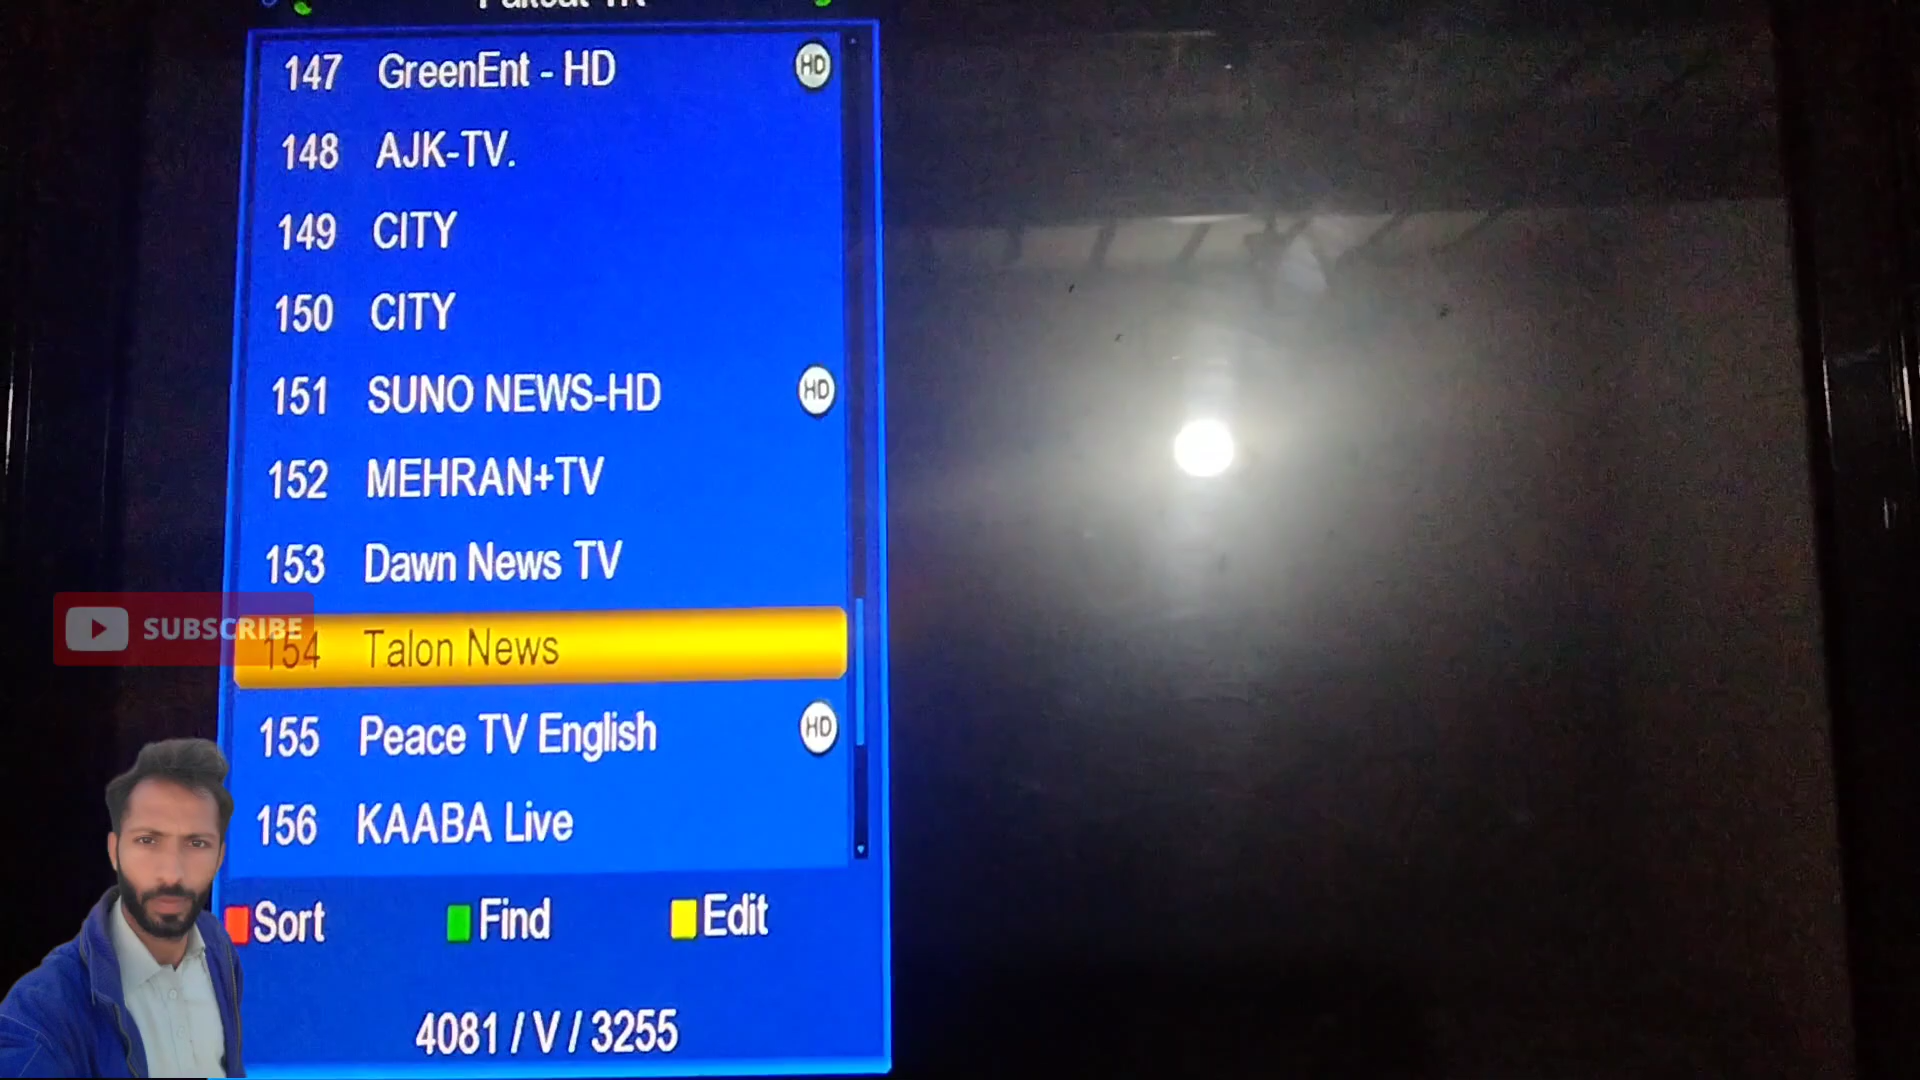 147 GreenEnt - HD HD
148 AJK-TV.
149 CITY
150 CITY
151 SUNO NEWS-HD HD
152 MEHRAN+TV
153 Dawn News TV
SUBSCRIBE
154 Talon News
155 Peace TV English HD
156 KAABA Live
Sort Find Edit
4081 / V / 3255